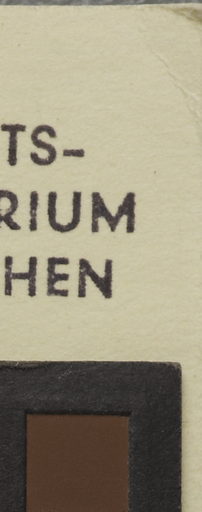 TS-
RIUM
HEN